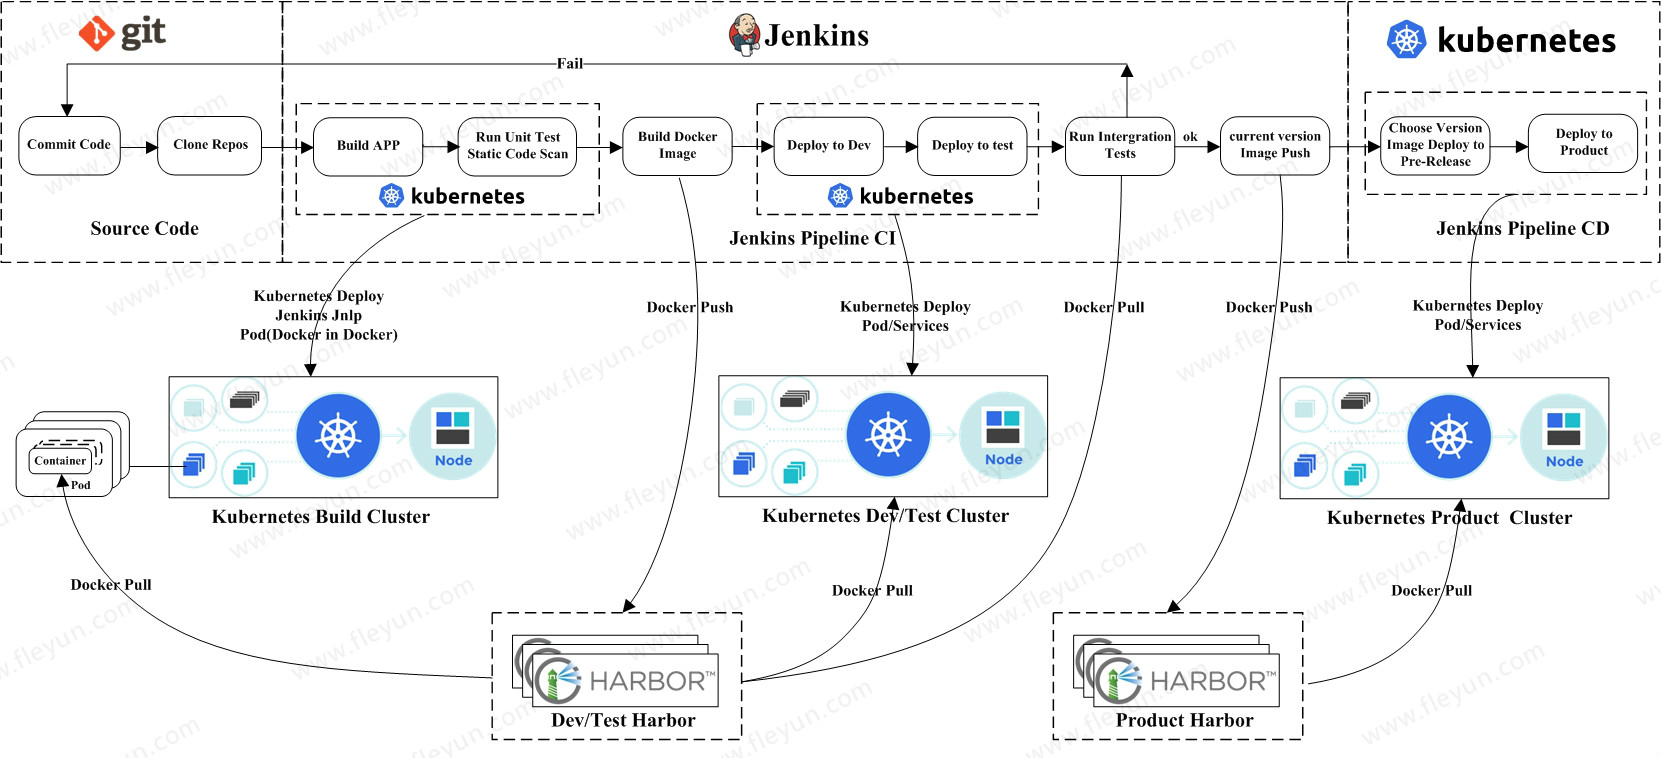 git
Jenkins
kubernetes
Fail
Commit Code
Clone Repos
Build APP
Run Unit Test
Static Code Scan
kubernetes
Build Docker
Image
Deploy to Dev
Deploy to test
kubernetes
Run Intergration
Tests
ok
current version
Image Push
Choose Version
Image Deploy to
Pre-Release
Deploy to
Product
Source Code
Jenkins Pipeline CI
Jenkins Pipeline CD
Kubernetes Deploy
Jenkins Jnlp
Pod(Docker in Docker)
Docker Push
Kubernetes Deploy
Pod/Services
Docker Pull
Docker Push
Kubernetes Deploy
Pod/Services
Container
Pod
Node
Node
Node
Kubernetes Build Cluster
Kubernetes Dev/Test Cluster
Kubernetes Product Cluster
Docker Pull
Docker Pull
Docker Pull
HARBOR™
Dev/Test Harbor
HARBOR™
Product Harbor
www.fleyun.com